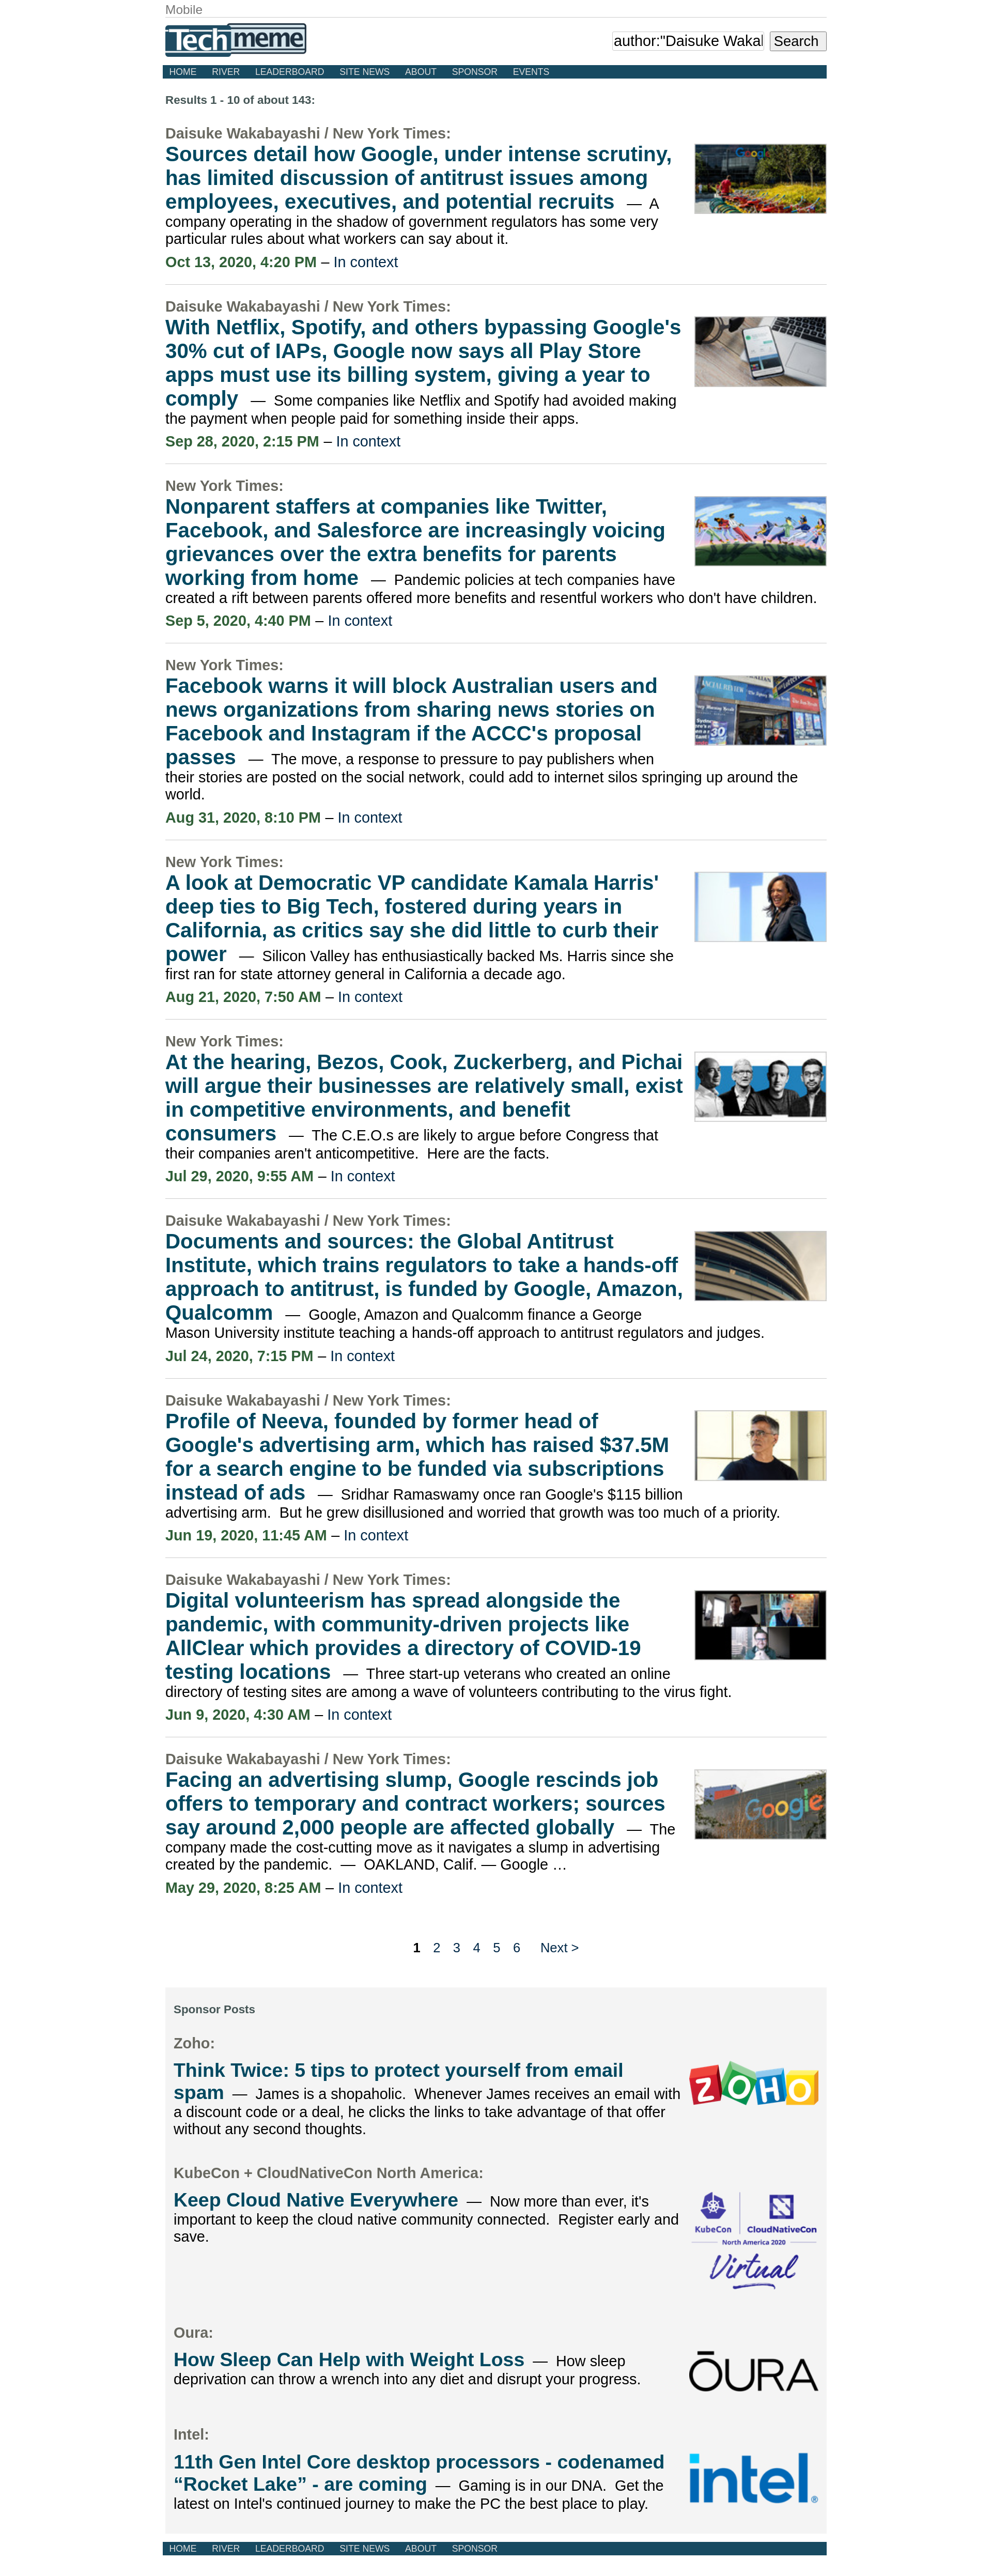 Mobile
Techmeme
author:"Daisuke Wakal
Search
HOME RIVER LEADERBOARD SITE NEWS ABOUT SPONSOR EVENTS
Results 1 - 10 of about 143:
Daisuke Wakabayashi / New York Times:
Sources detail how Google, under intense scrutiny,
has limited discussion of antitrust issues among
employees, executives, and potential recruits — A
company operating in the shadow of government regulators has some very
particular rules about what workers can say about it.
Oct 13, 2020, 4:20 PM – In context
Daisuke Wakabayashi / New York Times:
With Netflix, Spotify, and others bypassing Google's
30% cut of IAPs, Google now says all Play Store
apps must use its billing system, giving a year to
comply — Some companies like Netflix and Spotify had avoided making
the payment when people paid for something inside their apps.
Sep 28, 2020, 2:15 PM – In context
New York Times:
Nonparent staffers at companies like Twitter,
Facebook, and Salesforce are increasingly voicing
grievances over the extra benefits for parents
working from home — Pandemic policies at tech companies have
created a rift between parents offered more benefits and resentful workers who don't have children.
Sep 5, 2020, 4:40 PM – In context
New York Times:
Facebook warns it will block Australian users and
news organizations from sharing news stories on
Facebook and Instagram if the ACCC's proposal
passes — The move, a response to pressure to pay publishers when
their stories are posted on the social network, could add to internet silos springing up around the
world.
Aug 31, 2020, 8:10 PM – In context
New York Times:
A look at Democratic VP candidate Kamala Harris'
deep ties to Big Tech, fostered during years in
California, as critics say she did little to curb their
power — Silicon Valley has enthusiastically backed Ms. Harris since she
first ran for state attorney general in California a decade ago.
Aug 21, 2020, 7:50 AM – In context
New York Times:
At the hearing, Bezos, Cook, Zuckerberg, and Pichai
will argue their businesses are relatively small, exist
in competitive environments, and benefit
consumers — The C.E.O.s are likely to argue before Congress that
their companies aren't anticompetitive. Here are the facts.
Jul 29, 2020, 9:55 AM – In context
Daisuke Wakabayashi / New York Times:
Documents and sources: the Global Antitrust
Institute, which trains regulators to take a hands-off
approach to antitrust, is funded by Google, Amazon,
Qualcomm — Google, Amazon and Qualcomm finance a George
Mason University institute teaching a hands-off approach to antitrust regulators and judges.
Jul 24, 2020, 7:15 PM – In context
Daisuke Wakabayashi / New York Times:
Profile of Neeva, founded by former head of
Google's advertising arm, which has raised $37.5M
for a search engine to be funded via subscriptions
instead of ads — Sridhar Ramaswamy once ran Google's $115 billion
advertising arm. But he grew disillusioned and worried that growth was too much of a priority.
Jun 19, 2020, 11:45 AM – In context
Daisuke Wakabayashi / New York Times:
Digital volunteerism has spread alongside the
pandemic, with community-driven projects like
AllClear which provides a directory of COVID-19
testing locations — Three start-up veterans who created an online
directory of testing sites are among a wave of volunteers contributing to the virus fight.
Jun 9, 2020, 4:30 AM – In context
Daisuke Wakabayashi / New York Times:
Facing an advertising slump, Google rescinds job
offers to temporary and contract workers; sources
say around 2,000 people are affected globally — The
company made the cost-cutting move as it navigates a slump in advertising
created by the pandemic. — OAKLAND, Calif. — Google …
Google
May 29, 2020, 8:25 AM – In context
1 2 3 4 5 6 Next >
Sponsor Posts
Zoho:
Think Twice: 5 tips to protect yourself from email
spam — James is a shopaholic. Whenever James receives an email with
a discount code or a deal, he clicks the links to take advantage of that offer
without any second thoughts.
ZOHO
KubeCon + CloudNativeCon North America:
Keep Cloud Native Everywhere — Now more than ever, it's
important to keep the cloud native community connected. Register early and
save.
KubeCon CloudNativeCon
North America 2020
Virtual
Oura:
How Sleep Can Help with Weight Loss — How sleep
deprivation can throw a wrench into any diet and disrupt your progress.
ŌURA
Intel:
11th Gen Intel Core desktop processors - codenamed
“Rocket Lake” - are coming — Gaming is in our DNA. Get the
latest on Intel's continued journey to make the PC the best place to play.
intel®
HOME RIVER LEADERBOARD SITE NEWS ABOUT SPONSOR